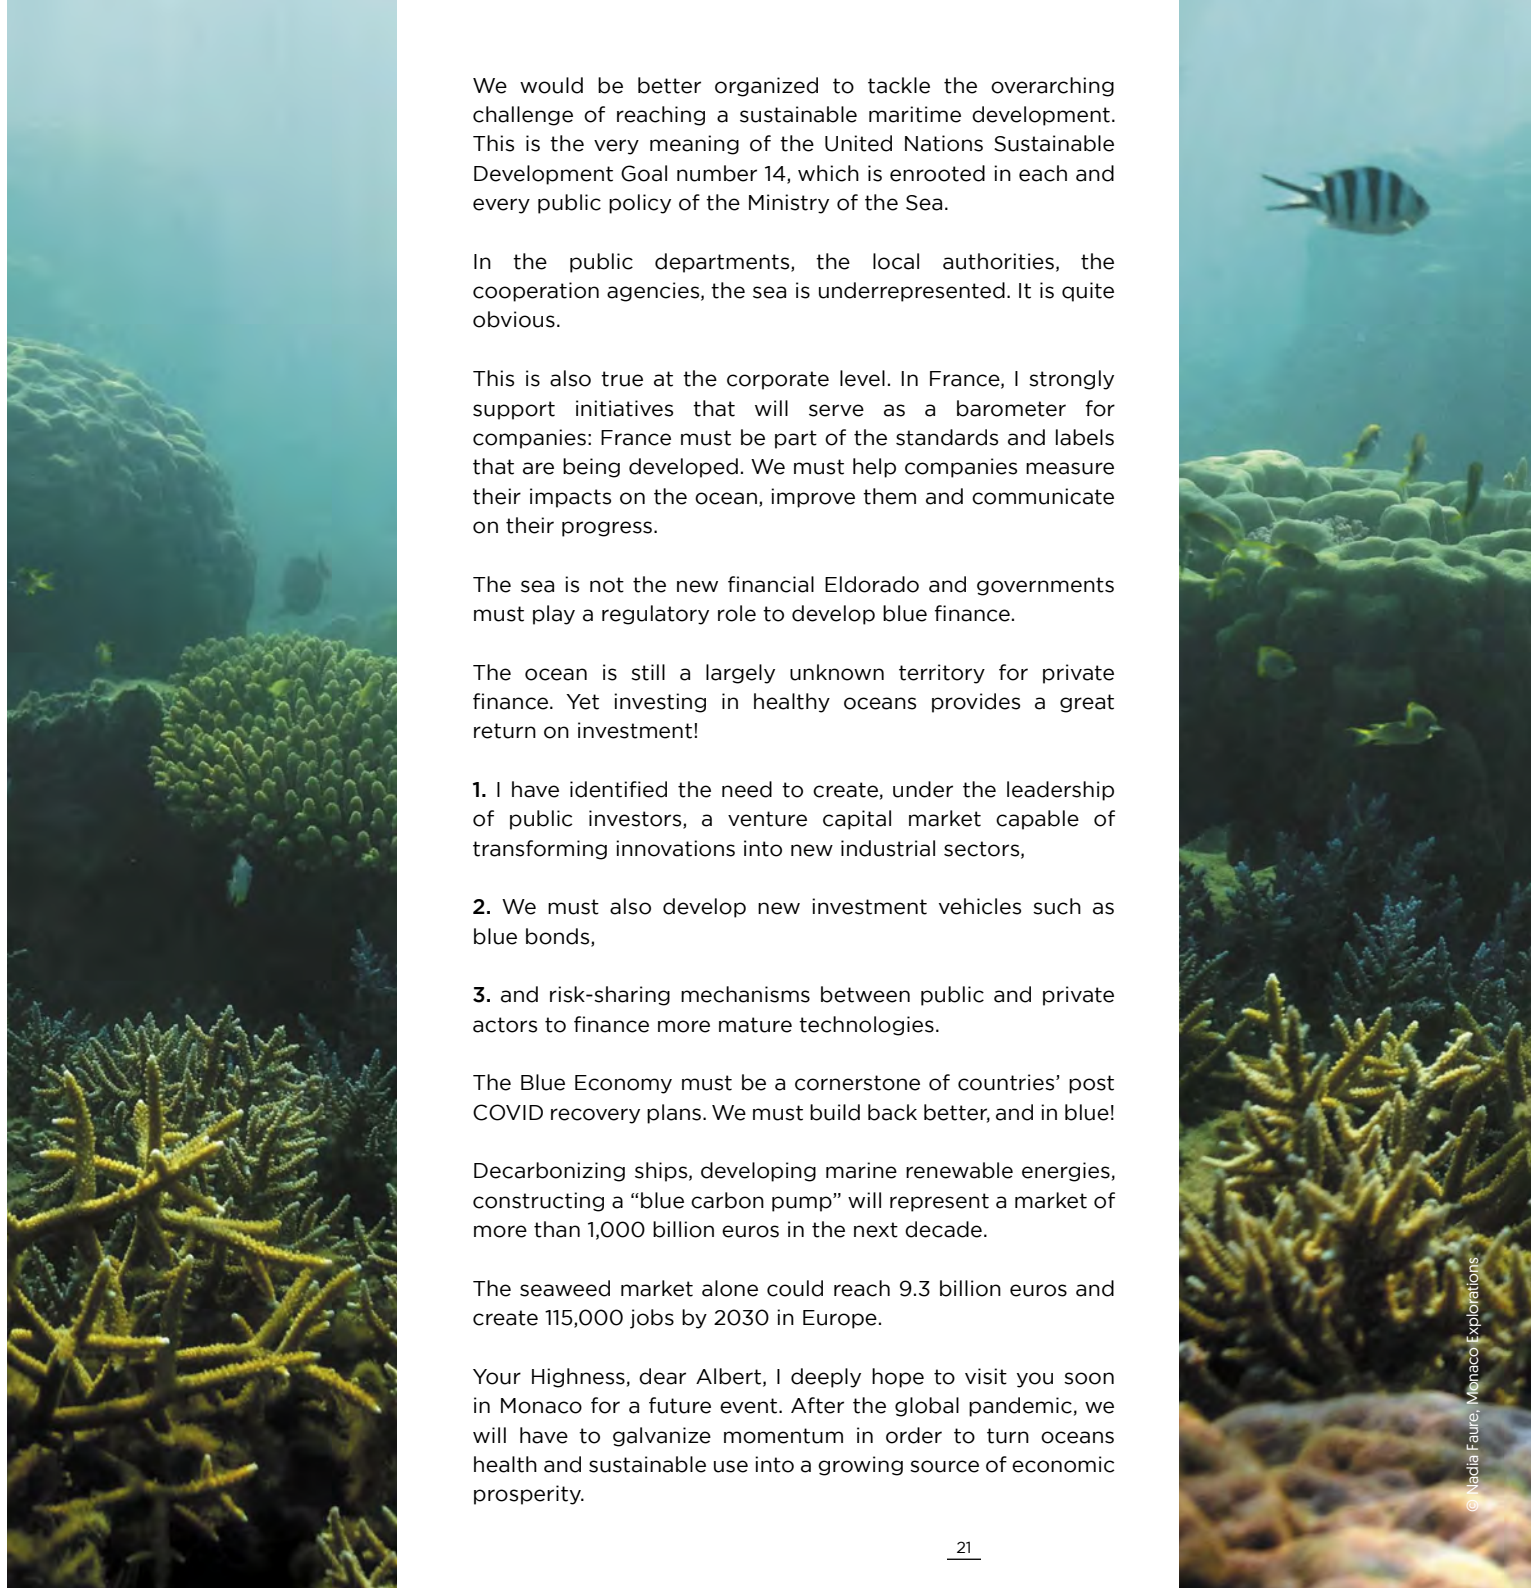 We would be better organized to tackle the overarching
challenge of reaching a sustainable maritime development.
This is the very meaning of the United Nations Sustainable
Development Goal number 14, which is enrooted in each and
every public policy of the Ministry of the Sea.
In the public departments, the local authorities, the
cooperation agencies, the sea is underrepresented. It is quite
obvious.
This is also true at the corporate level. In France, I strongly
support initiatives that will serve as a barometer for
companies: France must be part of the standards and labels
that are being developed. We must help companies measure
their impacts on the ocean, improve them and communicate
on their progress.
The sea is not the new financial Eldorado and governments
must play a regulatory role to develop blue finance.
The ocean is still a largely unknown territory for private
finance. Yet investing in healthy oceans provides a great
return on investment!
1. I have identified the need to create, under the leadership
of public investors, a venture capital market capable of
transforming innovations into new industrial sectors,
2. We must also develop new investment vehicles such as
blue bonds,
3. and risk-sharing mechanisms between public and private
actors to finance more mature technologies.
The Blue Economy must be a cornerstone of countries’ post
COVID recovery plans. We must build back better, and in blue!
Decarbonizing ships, developing marine renewable energies,
constructing a “blue carbon pump” will represent a market of
more than 1,000 billion euros in the next decade.
The seaweed market alone could reach 9.3 billion euros and
create 115,000 jobs by 2030 in Europe.
Your Highness, dear Albert, I deeply hope to visit you soon
in Monaco for a future event. After the global pandemic, we
will have to galvanize momentum in order to turn oceans
health and sustainable use into a growing source of economic
prosperity.
© Nadia Faure, Monaco Explorations
21